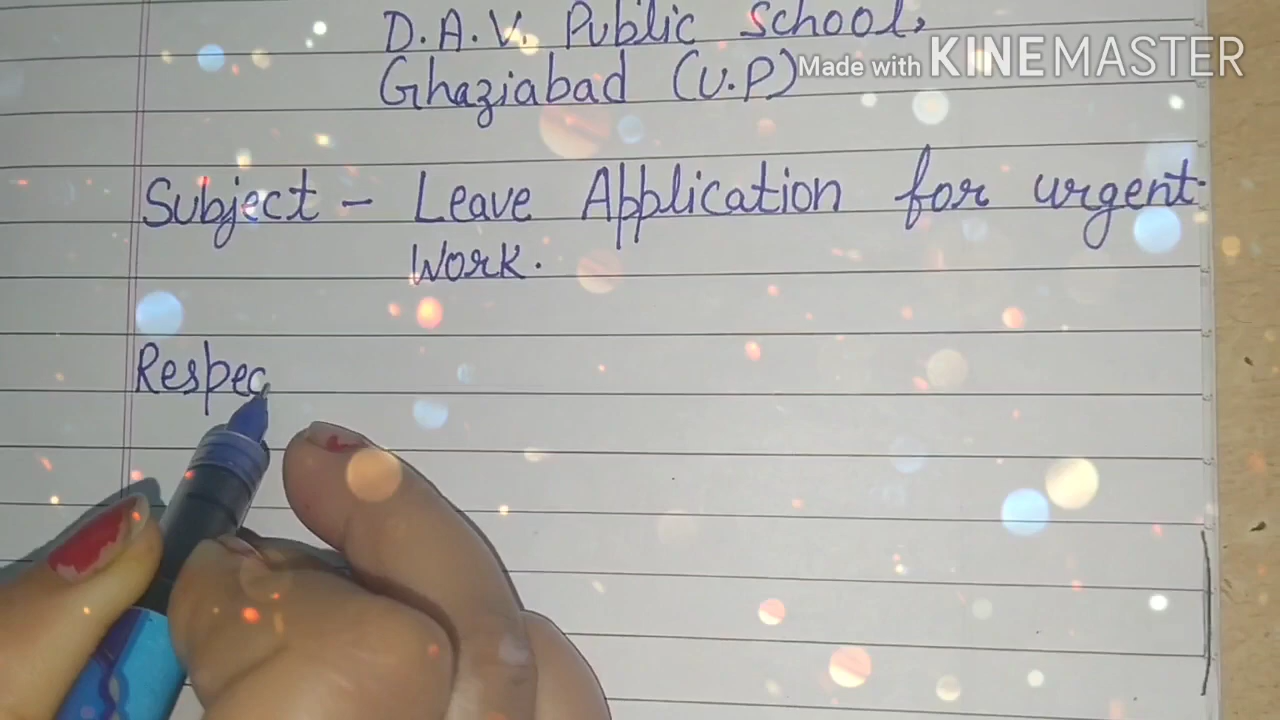 D.A.V. Public School,
Ghaziabad (U.P)
Made with KINEMASTER
Subject - Leave Application for urgent
Work.
Respec